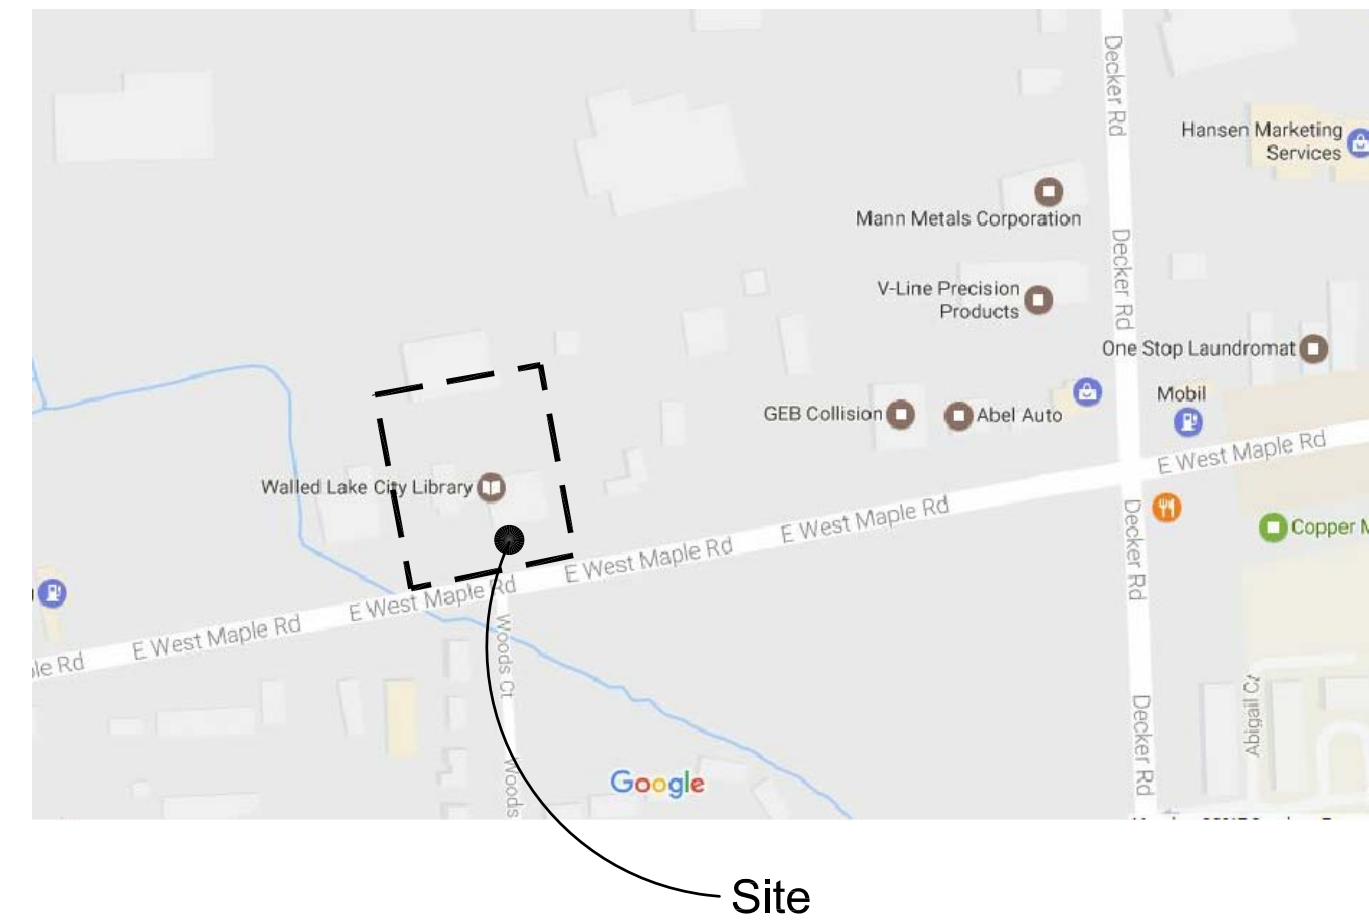 Decker Rd
Hansen Marketing
Services
Mann Metals Corporation
Decker Rd
V-Line Precision
Products
One Stop Laundromat
Mobil
GEB Collision
Abel Auto
E West Maple Rd
Walled Lake City Library
E West Maple Rd
Decker Rd
Copper
E West Maple Rd
E West Maple Rd
E West Maple Rd
Rd
Woods Ct
Abigail Ct
Decker Rd
Woods
Google
Site